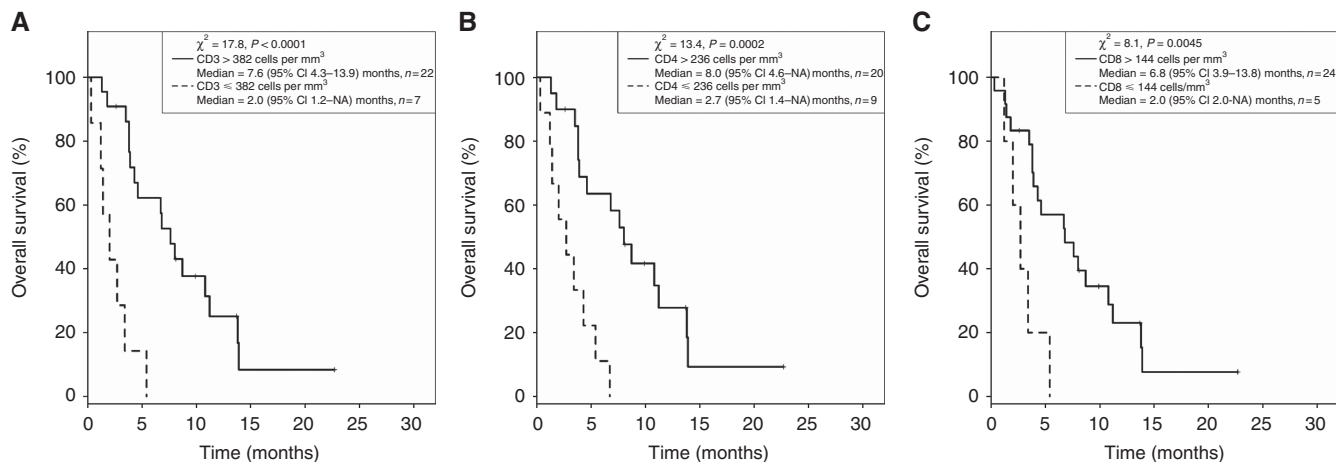 A
χ² = 17.8, P < 0.0001
CD3 > 382 cells per mm³
Median = 7.6 (95% CI 4.3–13.9) months, n=22
CD3 ⩽ 382 cells per mm³
Median = 2.0 (95% CI 1.2–NA) months, n=7
Overall survival (%)
100
80
60
40
20
0
0 5 10 15 20 25 30
Time (months)
B
χ² = 13.4, P = 0.0002
CD4 > 236 cells per mm³
Median = 8.0 (95% CI 4.6–NA) months, n=20
CD4 ⩽ 236 cells per mm³
Median = 2.7 (95% CI 1.4–NA) months, n=9
Overall survival (%)
100
80
60
40
20
0
0 5 10 15 20 25 30
Time (months)
C
χ² = 8.1, P = 0.0045
CD8 > 144 cells per mm³
Median = 6.8 (95% CI 3.9–13.8) months, n=24
CD8 ⩽ 144 cells/mm³
Median = 2.0 (95% CI 2.0-NA) months, n=5
Overall survival (%)
100
80
60
40
20
0
0 5 10 15 20 25 30
Time (months)